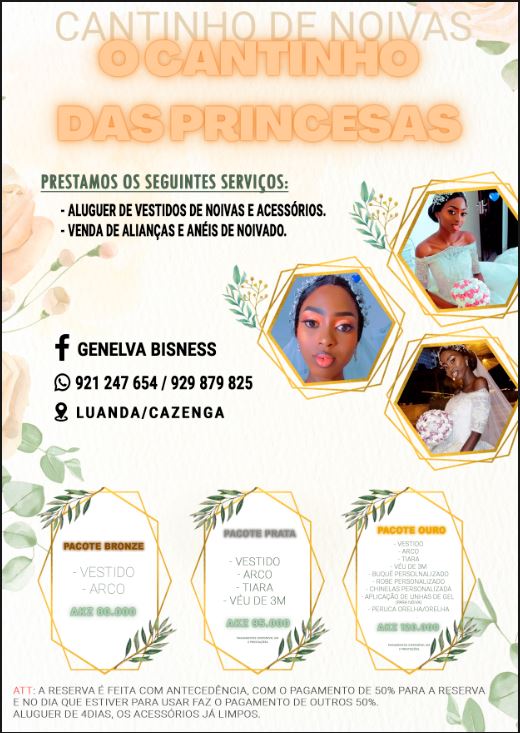 CANTINHO DE NOIVAS
O CANTINHO
DAS PRINCESAS
PRESTAMOS OS SEGUINTES SERVIÇOS:
- ALUGUER DE VESTIDOS DE NOIVAS E ACESSÓRIOS.
- VENDA DE ALIANÇAS E ANÉIS DE NOIVADO.
GENELVA BISNESS
921 247 654 / 929 879 825
LUANDA/CAZENGA
PACOTE BRONZE
- VESTIDO
- ARCO
AKZ 80.000
PACOTE PRATA
- VESTIDO
- ARCO
- TIARA
- VÉU DE 3M
AKZ 95.000
PACOTE OURO
- VESTIDO
- ARCO
- TIARA
- VÉU DE 3M
- BUQUÊ PERSOLNALIZADO
- ROBE PERSONALIZADO
- CHINELAS PERSONALIZADA
- APLICAÇÃO DE UNHAS DE GEL
PERUCA ORELHA/ORELHA
AKZ 120.000
ATT: A RESERVA É FEITA COM ANTECEDÊNCIA, COM O PAGAMENTO DE 50% PARA A RESERVA.
E NO DIA QUE ESTIVER PARA USAR FAZ O PAGAMENTO DE OUTROS 50%.
ALUGUER DE 4DIAS, OS ACESSÓRIOS JÁ LIMPOS.